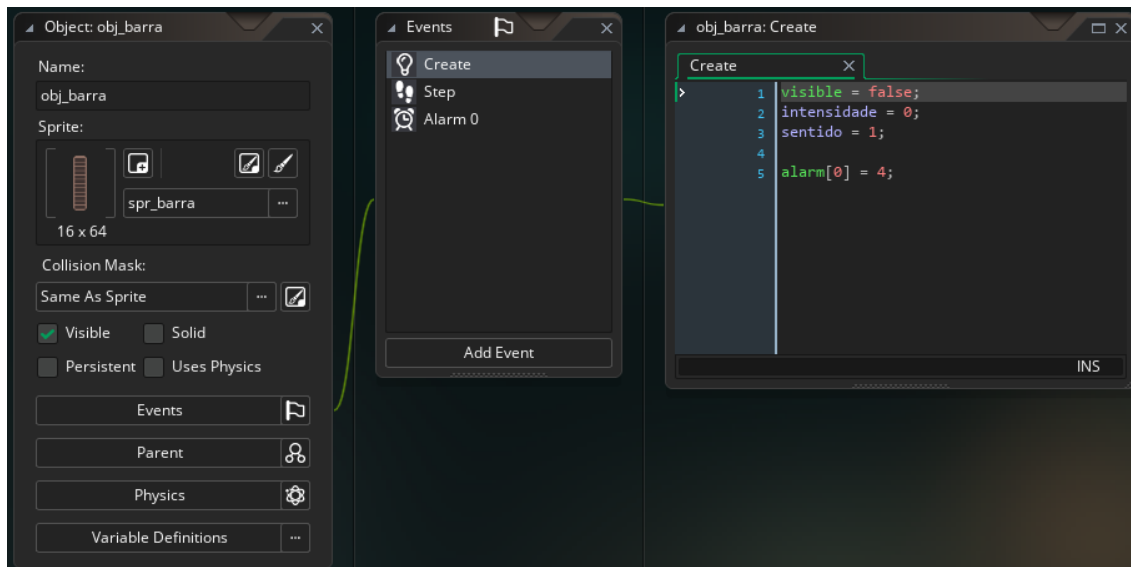 Object: obj_barra
Name:
obj_barra
Sprite:
spr_barra
16 x 64
Collision Mask:
Same As Sprite
Visible
Solid
Persistent
Uses Physics
Events
Parent
Physics
Variable Definitions
Events
Create
Step
Alarm 0
Add Event
obj_barra: Create
Create
1 visible = false;
2 intensidade = 0;
3 sentido = 1;
4
5 alarm[0] = 4;
INS